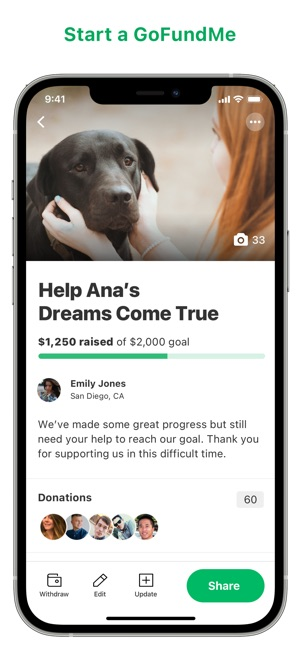 Start a GoFundMe
9:41
33
Help Ana’s
Dreams Come True
$1,250 raised of $2,000 goal
Emily Jones
San Diego, CA
We’ve made some great progress but still
need your help to reach our goal. Thank you
for supporting us in this difficult time.
Donations
60
Withdraw
Edit
Update
Share